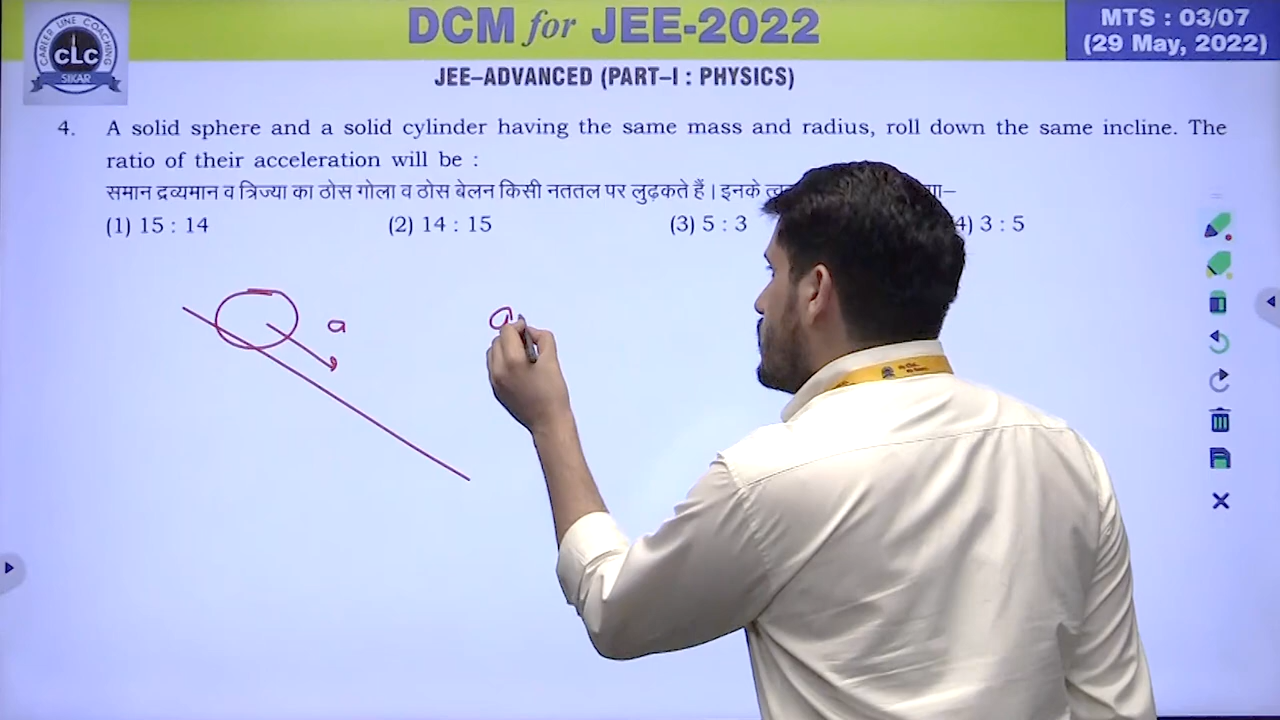 DCM for JEE-2022
MTS : 03/07
(29 May, 2022)
CAREER LINE COACHING
CLC
SIKAR
JEE–ADVANCED (PART–I : PHYSICS)
4. A solid sphere and a solid cylinder having the same mass and radius, roll down the same incline. The
ratio of their acceleration will be :
समान द्रव्यमान व त्रिज्या का ठोस गोला व ठोस बेलन किसी नततल पर लुढ़कते हैं। इनके
(1) 15 : 14 (2) 14 : 15 (3) 5 : 3 4) 3 : 5
a
a